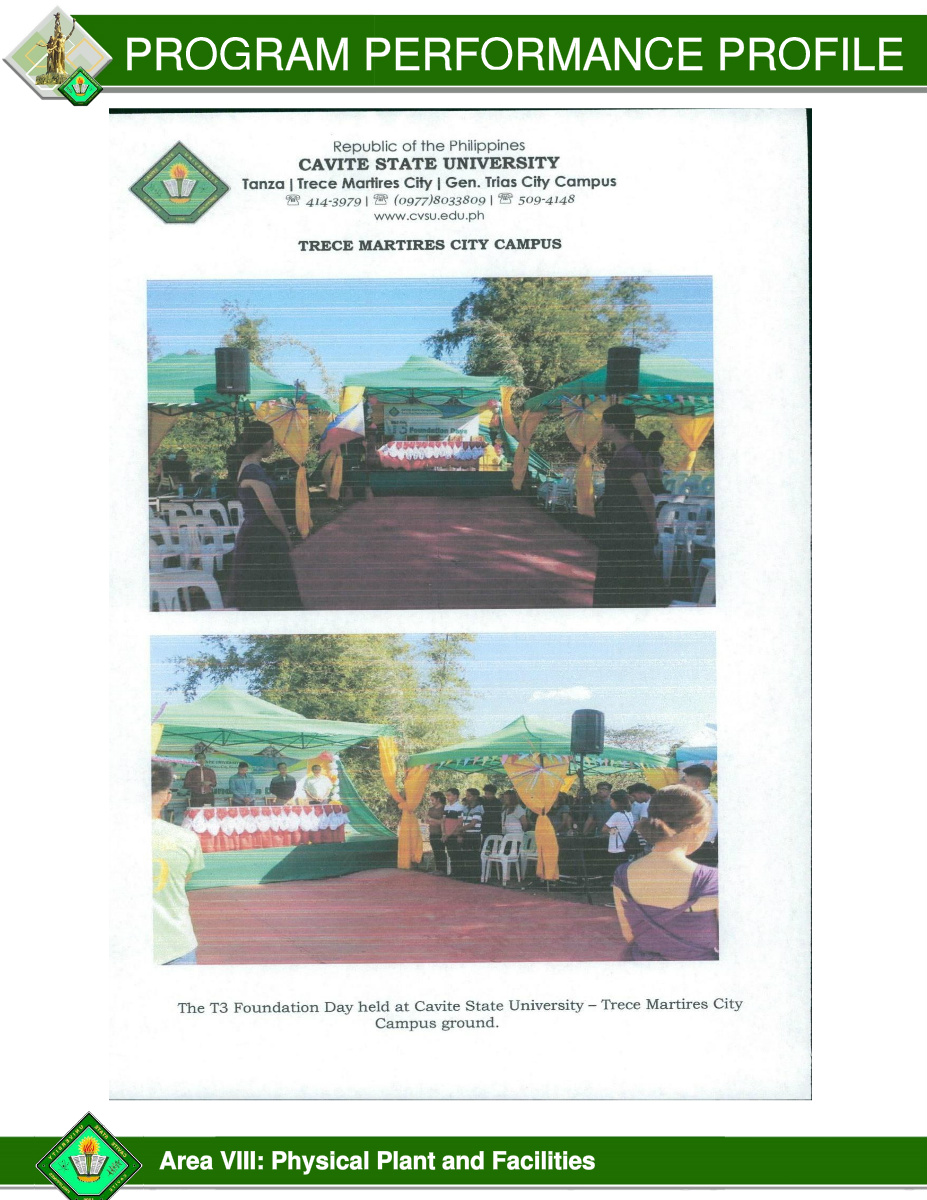 PROGRAM PERFORMANCE PROFILE
Republic of the Philippines
CAVITE STATE UNIVERSITY
Tanza | Trece Martires City | Gen. Trias City Campus
☏ 414-3979 | ☏ (0977)8033809 | ☏ 509-4148
www.cvsu.edu.ph
TRECE MARTIRES CITY CAMPUS
T3 Foundation Days
The T3 Foundation Day held at Cavite State University – Trece Martires City
Campus ground.
Area VIII: Physical Plant and Facilities